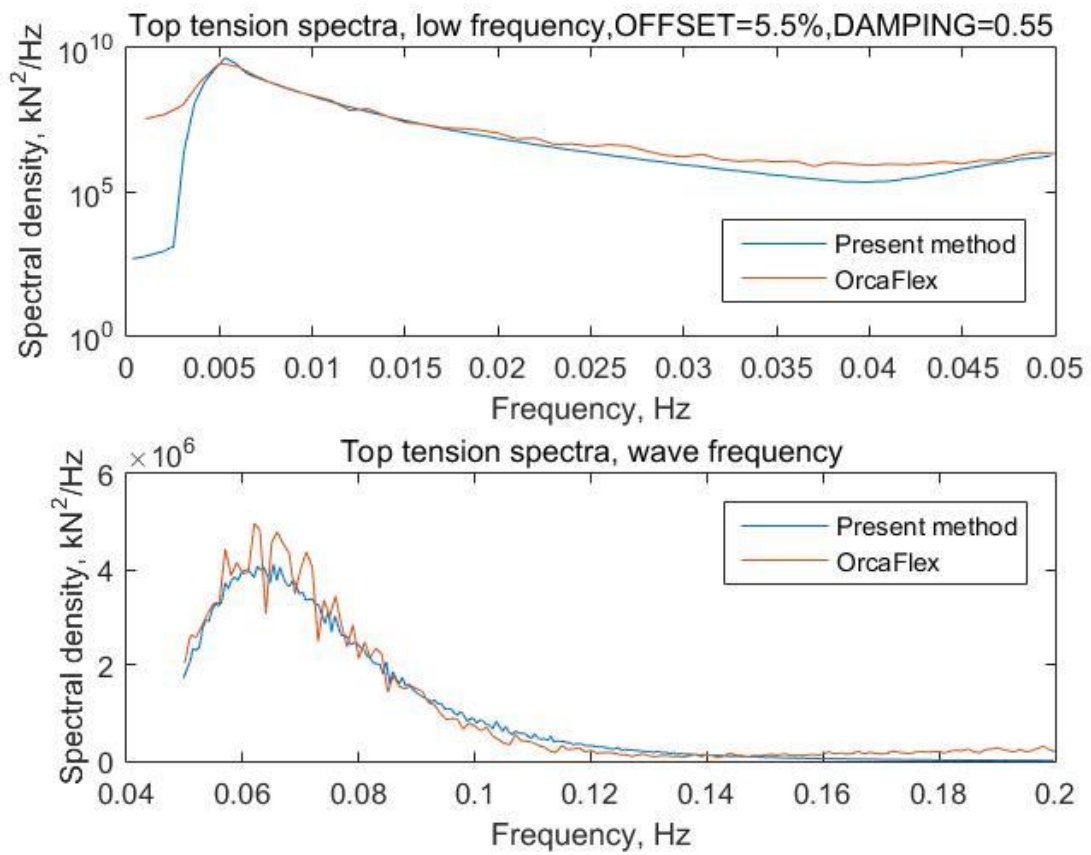 Top tension spectra, low frequency,OFFSET=5.5%,DAMPING=0.55
Spectral density, kN^2/Hz
10^10
10^5
10^0
Present method
OrcaFlex
0 0.005 0.01 0.015 0.02 0.025 0.03 0.035 0.04 0.045 0.05
Frequency, Hz
Top tension spectra, wave frequency
× 10^6
Spectral density, kN^2/Hz
6
4
2
0
Present method
OrcaFlex
0.04 0.06 0.08 0.1 0.12 0.14 0.16 0.18 0.2
Frequency, Hz